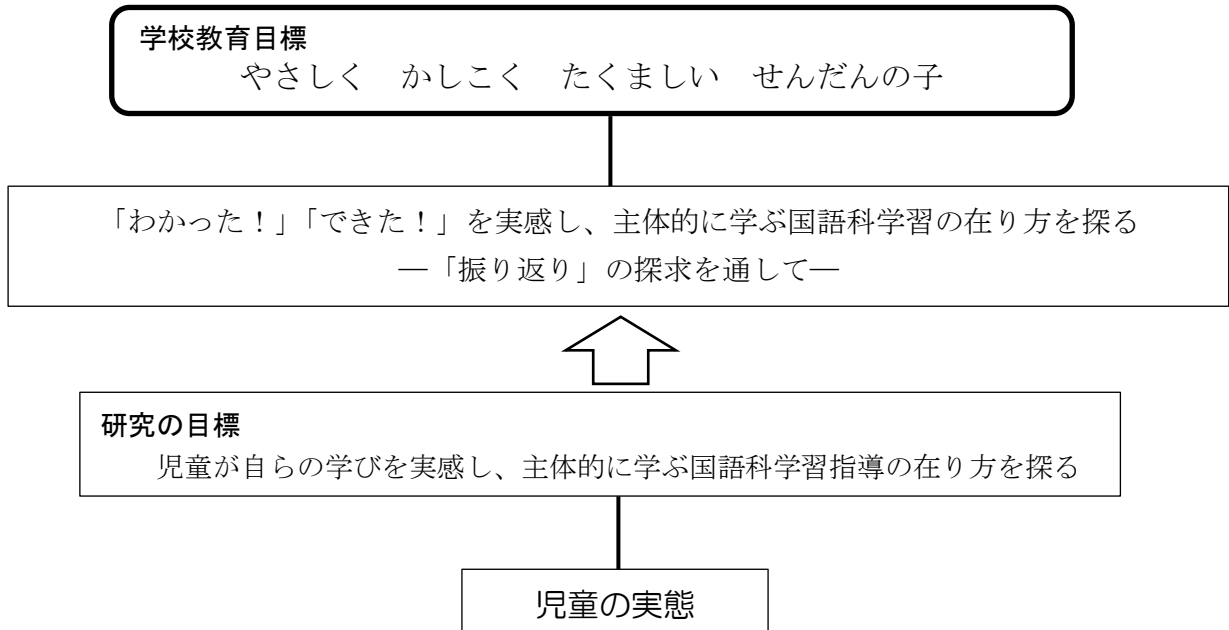 学校教育目標
やさしく　かしこく　たくましい　せんだんの子
「わかった！」「できた！」を実感し、主体的に学ぶ国語科学習の在り方を探る
―「振り返り」の探求を通して―
研究の目標
児童が自らの学びを実感し、主体的に学ぶ国語科学習指導の在り方を探る
児童の実態